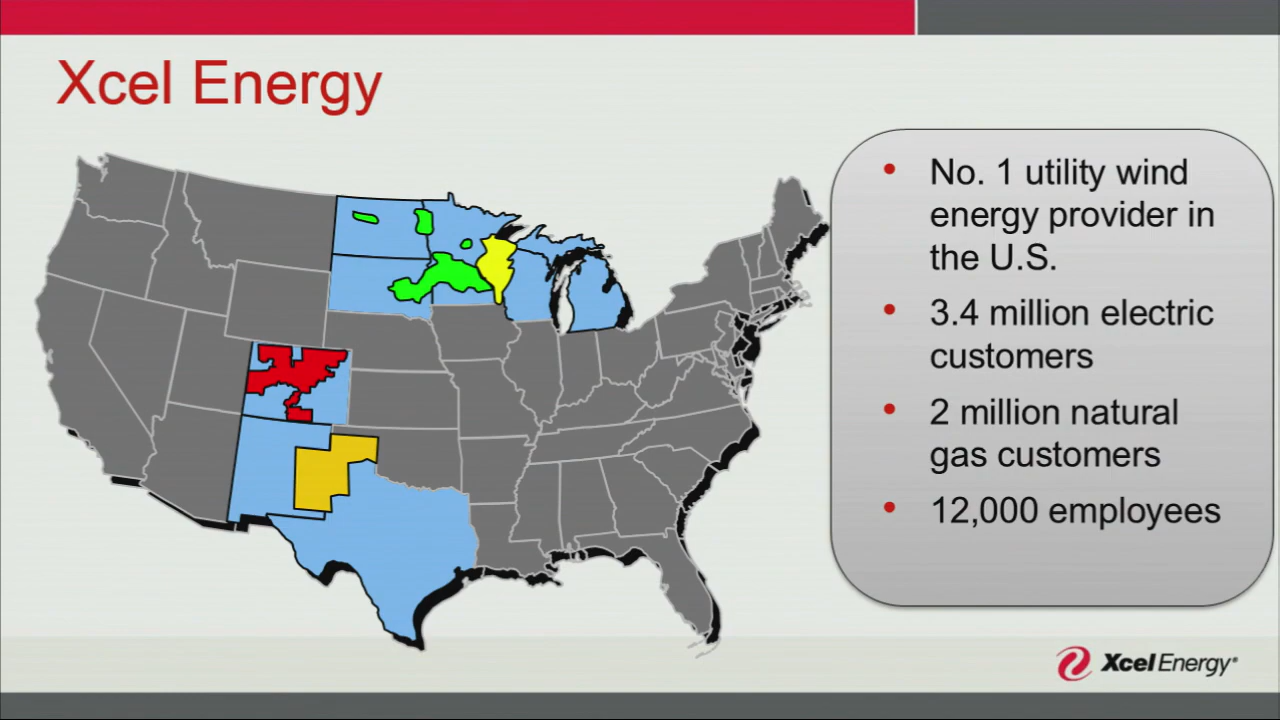 Xcel Energy
• No. 1 utility wind
energy provider in
the U.S.
• 3.4 million electric
customers
• 2 million natural
gas customers
• 12,000 employees
Xcel Energy®